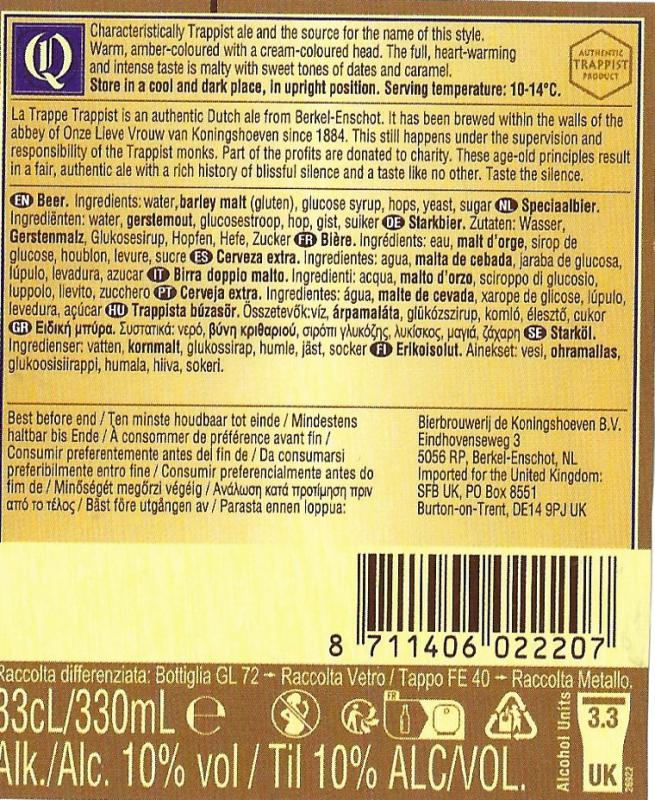 Q
Characteristically Trappist ale and the source for the name of this style.
Warm, amber-coloured with a cream-coloured head. The full, heart-warming
and intense taste is malty with sweet tones of dates and caramel.
Store in a cool and dark place, in upright position. Serving temperature: 10-14°C.
AUTHENTIC
TRAPPIST
PRODUCT
La Trappe Trappist is an authentic Dutch ale from Berkel-Enschot. It has been brewed within the walls of the
abbey of Onze Lieve Vrouw van Koningshoeven since 1884. This still happens under the supervision and
responsibility of the Trappist monks. Part of the profits are donated to charity. These age-old principles result
in a fair, authentic ale with a rich history of blissful silence and a taste like no other. Taste the silence.
EN Beer. Ingredients: water, barley malt (gluten), glucose syrup, hops, yeast, sugar NL Speciaalbier.
Ingrediënten: water, gerstemout, glucosestroop, hop, gist, suiker DE Starkbier. Zutaten: Wasser,
Gerstenmalz, Glukosesirup, Hopfen, Hefe, Zucker FR Bière. Ingrédients: eau, malt d'orge, sirop de
glucose, houblon, levure, sucre ES Cerveza extra. Ingredientes: agua, malta de cebada, jaraba de glucosa,
lúpulo, levadura, azucar IT Birra doppio malto. Ingredienti: acqua, malto d'orzo, sciroppo di glucosio,
luppolo, llievito, zucchero PT Cerveja extra. Ingredientes: água, malte de cevada, xarope de glicose, lúpulo,
levedura, açúcar HU Trappista búzasör. Összetevők:víz, árpamaláta, glükózszirup, komló, élesztő, cukor
GR Ειδική μπύρα. Συστατικά: νερό, βύνη κριθαριού, σιρόπι γλυκόζης, λυκίσκος, μαγιά, ζάχαρη SE Starköl.
Ingredienser: vatten, kornmalt, glukossirap, humle, jäst, socker FI Erikoisolut. Ainekset: vesi, ohramallas,
glukoosisiirappi, humala, hiiva, sokeri.
Best before end / Ten minste houdbaar tot einde / Mindestens
haltbar bis Ende / À consommer de préférence avant fin /
Consumir preferentemente antes del fin de / Da consumarsi
preferibilmente entro fine / Consumir preferencialmente antes do
fim de / Minőségét megőrzi végéig / Ανάλωση κατά προτίμηση πριν
από το τέλος / Bäst före utgången av / Parasta ennen loppua:
Bierbrouwerij de Koningshoeven B.V.
Eindhovenseweg 3
5056 RP, Berkel-Enschot, NL
Imported for the United Kingdom:
SFB UK, PO Box 8551
Burton-on-Trent, DE14 9PJ UK
8 711406 022207
Raccolta differenziata: Bottiglia GL 72 → Raccolta Vetro / Tappo FE 40 → Raccolta Metallo.
33cL/330mL ℮
FR
Alk./Alc. 10% vol / Til 10% ALC/VOL.
Alcohol Units
3.3
UK
26922